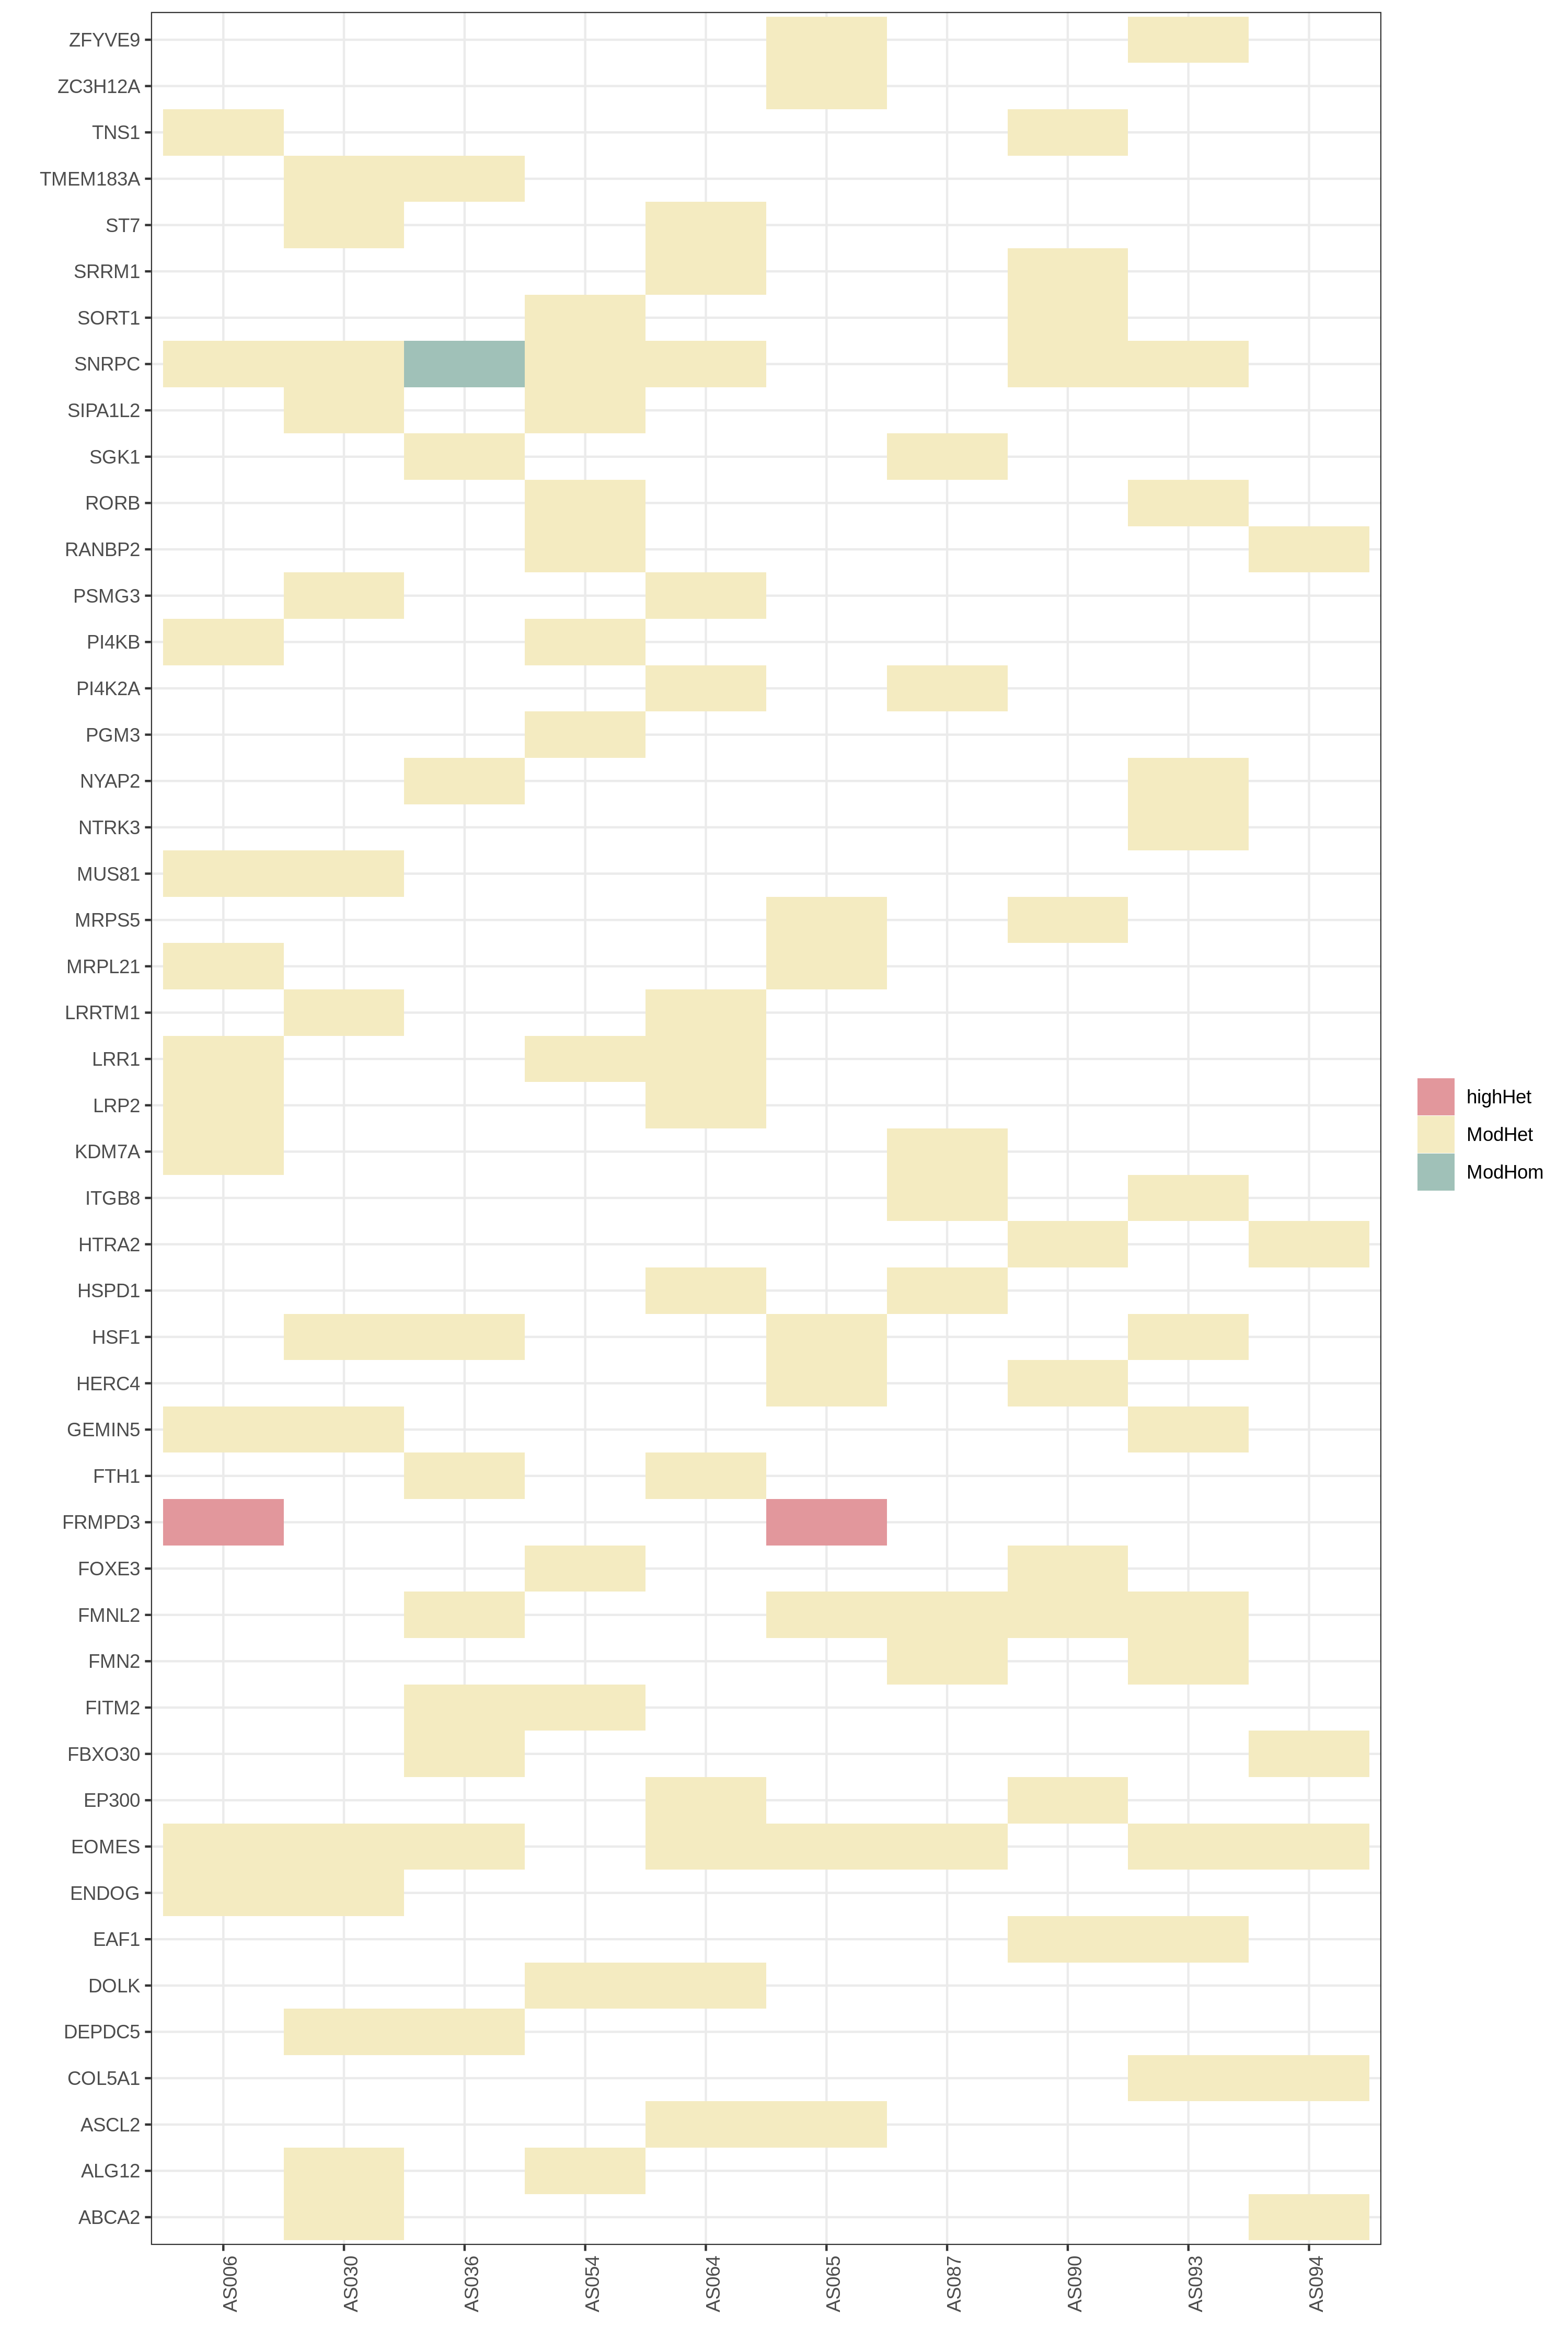 ZFYVE9
ZC3H12A
TNS1
TMEM183A
ST7
SRRM1
SORT1
SNRPC
SIPA1L2
SGK1
RORB
RANBP2
PSMG3
PI4KB
PI4K2A
PGM3
NYAP2
NTRK3
MUS81
MRPS5
MRPL21
LRRTM1
LRR1
LRP2
KDM7A
ITGB8
HTRA2
HSPD1
HSF1
HERC4
GEMIN5
FTH1
FRMPD3
FOXE3
FMNL2
FMN2
FITM2
FBXO30
EP300
EOMES
ENDOG
EAF1
DOLK
DEPDC5
COL5A1
ASCL2
ALG12
ABCA2
AS006
AS030
AS036
AS054
AS064
AS065
AS087
AS090
AS093
AS094
highHet
ModHet
ModHom